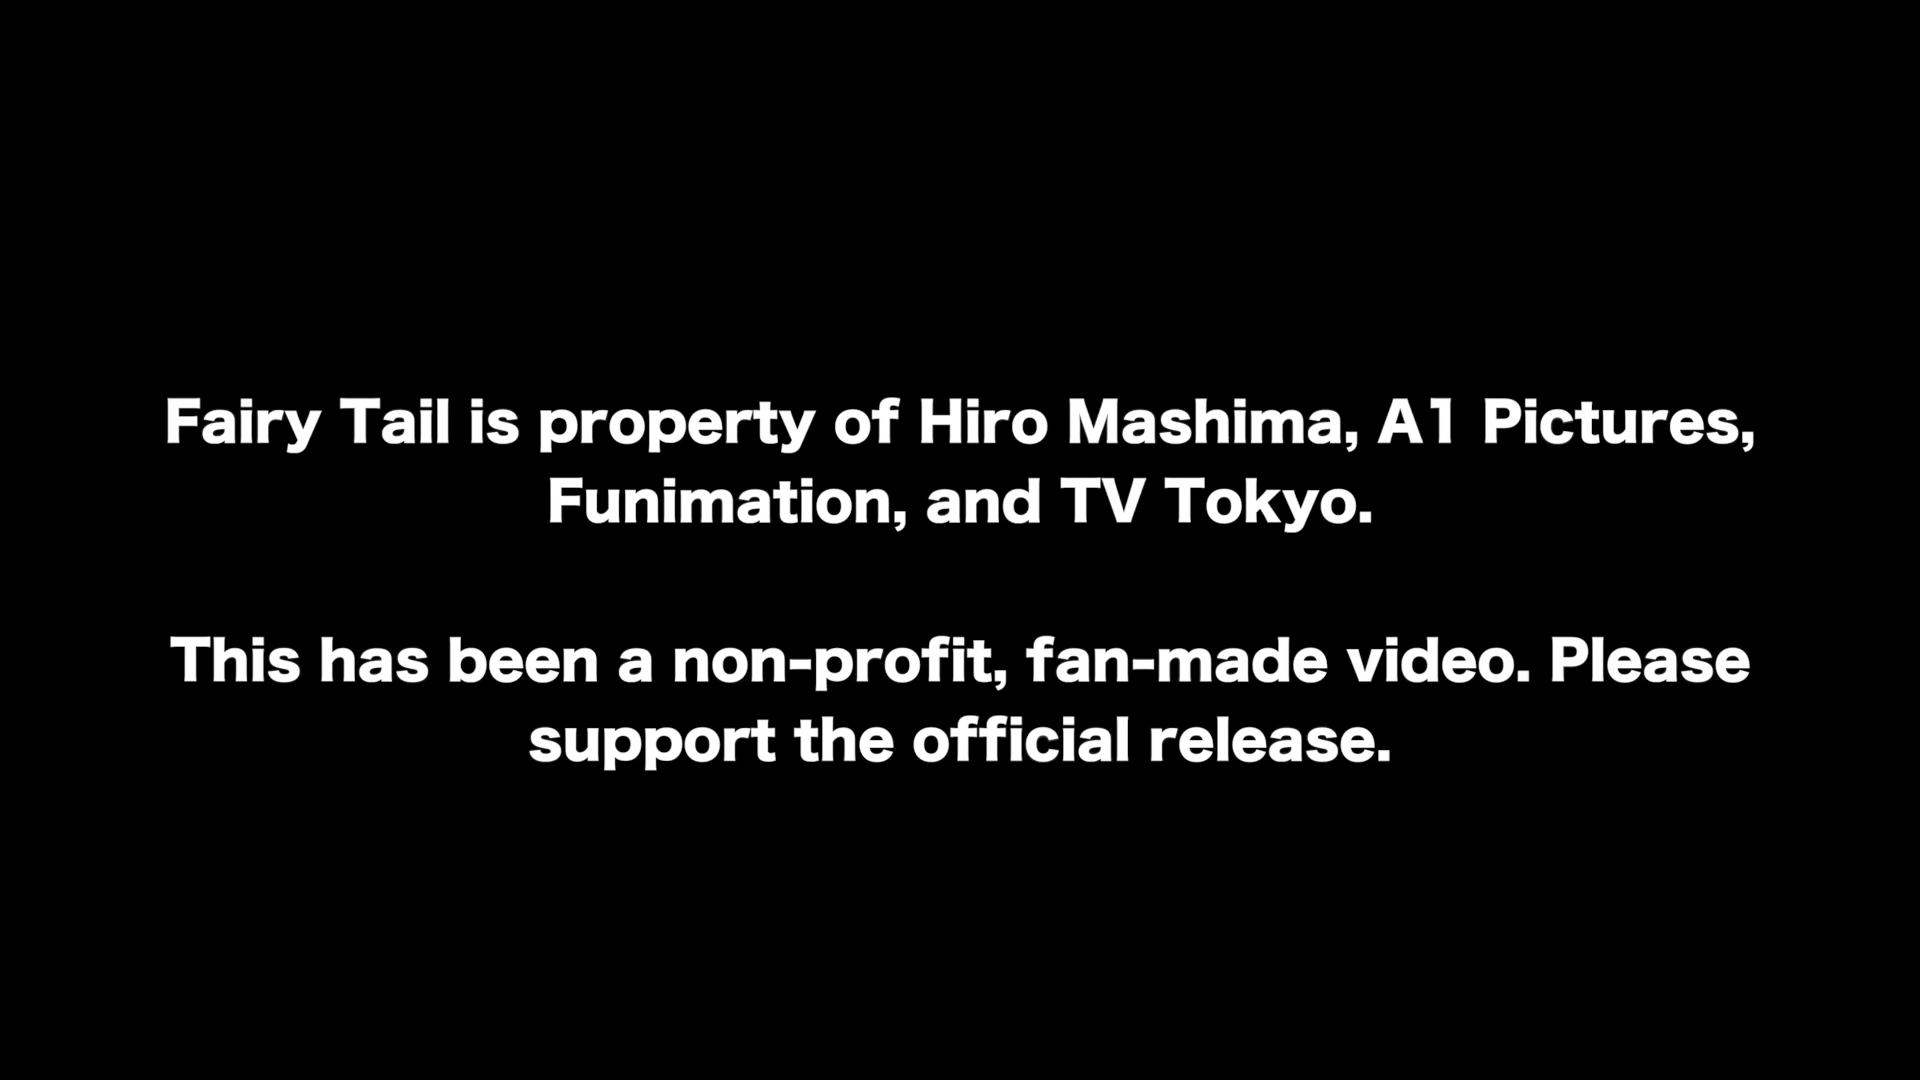 Fairy Tail is property of Hiro Mashima, A1 Pictures,
Funimation, and TV Tokyo.
This has been a non-profit, fan-made video. Please
support the official release.